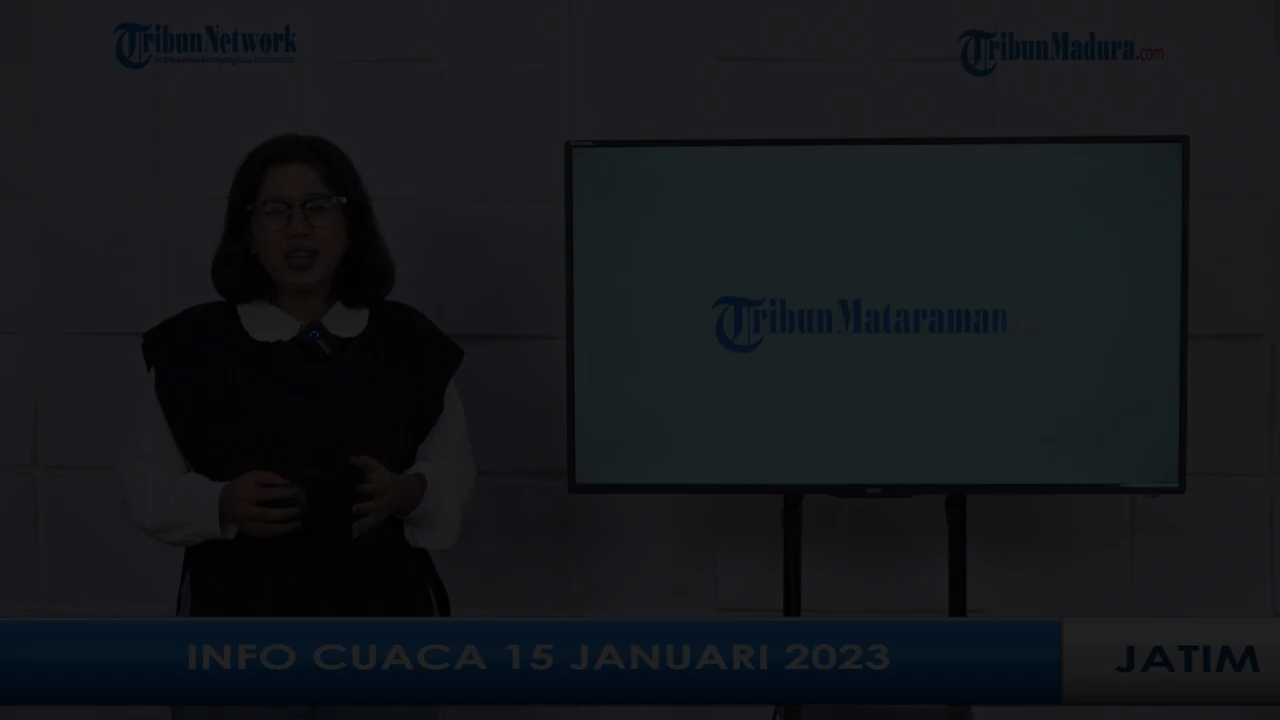 TribunNetwork
TribunMadura.com
TribunMataraman
INFO CUACA 15 JANUARI 2023
JATIM